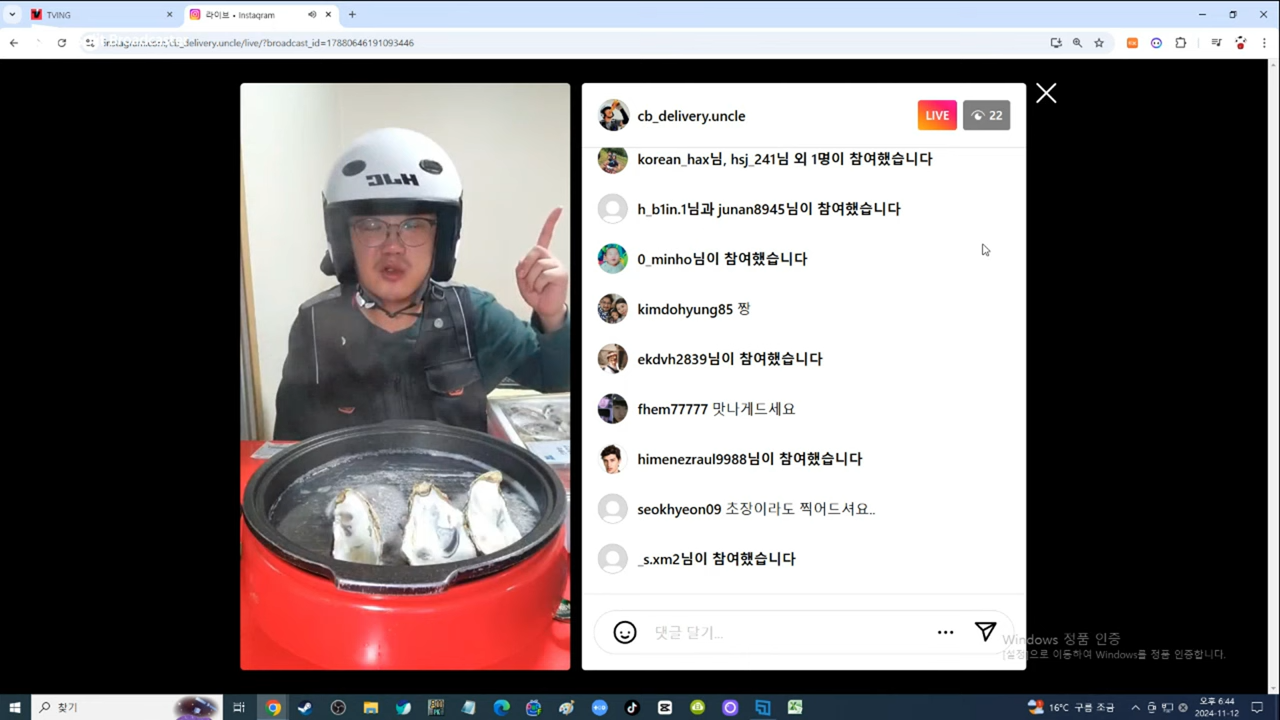 TVING
라이브 • Instagram
_delivery.uncle/live/?broadcast_id=17880646191093446
HJC
cb_delivery.uncle
LIVE
22
korean_hax님, hsj_241님 외 1명이 참여했습니다
h_b1in.1님과 junan8945님이 참여했습니다
0_minho님이 참여했습니다
kimdohyung85 짱
ekdvh2839님이 참여했습니다
fhem77777 맛나게드세요
himenezraul9988님이 참여했습니다
seokhyeon09 초장이라도 찍어드셔요..
_s.xm2님이 참여했습니다
댓글 달기...
Windows 정품 인증
[설정]으로 이동하여 Windows를 정품 인증합니다.
찾기
16°C 구름 조금
오후 6:44
2024-11-12